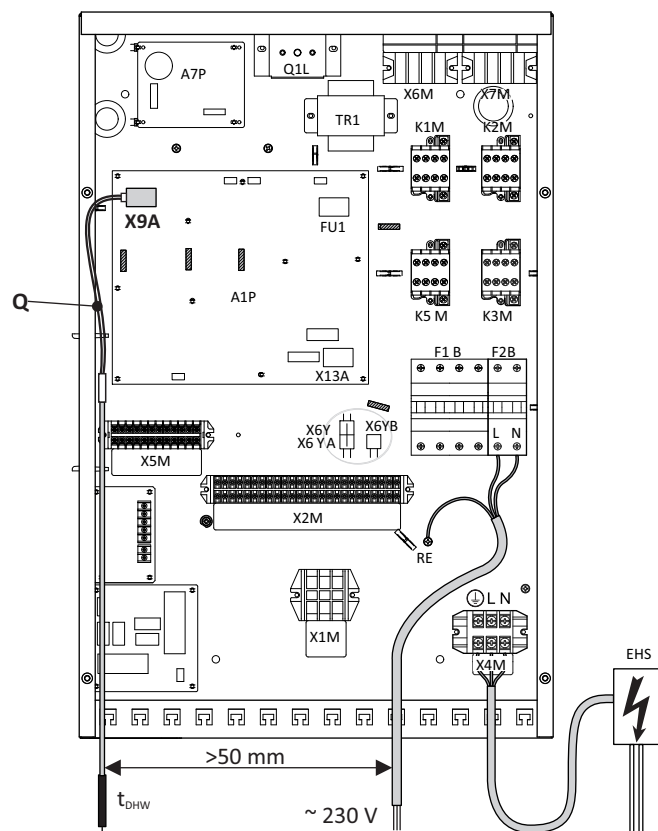 A7P
Q1L
TR1
X6M
X7M
K1M
K2M
X9A
FU1
A1P
Q
K5 M
K3M
X13A
F1 B
F2B
X6Y
X6 Y A
X6YB
L N
X5M
X2M
RE
X1M
L N
X4M
EHS
>50 mm
tDHW
~ 230 V